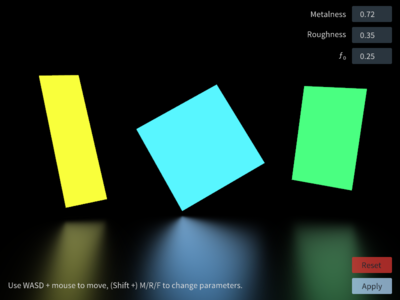 Metalness 0.72
Roughness 0.35
f₀ 0.25
Reset
Use WASD + mouse to move, (Shift +) M/R/F to change parameters.
Apply